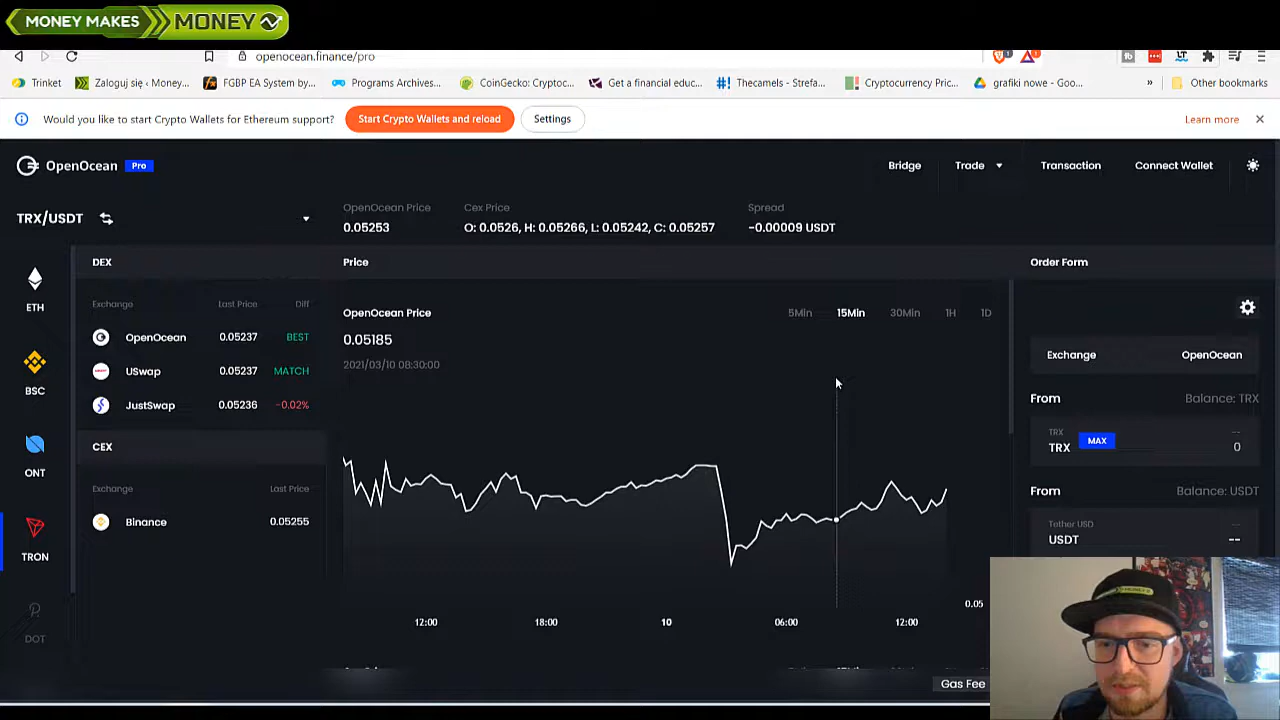 MONEY MAKES MONEY
openocean.finance/pro
Trinket Zaloguj się ‹ Money... FGBP EA System by... Programs Archives... CoinGecko: Cryptoc... Get a financial educ... Thecamels - Strefa... Cryptocurrency Pric... grafiki nowe - Goo... » Other bookmarks
Would you like to start Crypto Wallets for Ethereum support? Start Crypto Wallets and reload Settings Learn more
OpenOcean Pro Bridge Trade Transaction Connect Wallet
TRX/USDT
OpenOcean Price Cex Price Spread
0.05253 O: 0.0526, H: 0.05266, L: 0.05242, C: 0.05257 -0.00009 USDT
ETH
BSC
ONT
TRON
DOT
DEX
Exchange Last Price Diff
OpenOcean 0.05237 BEST
USwap 0.05237 MATCH
JustSwap 0.05236 -0.02%
CEX
Exchange Last Price
Binance 0.05255
Price
OpenOcean Price 5Min 15Min 30Min 1H 1D
0.05185
2021/03/10 08:30:00
0.05
12:00 18:00 10 06:00 12:00
Order Form
Exchange OpenOcean
From Balance: TRX
TRX --
TRX MAX 0
From Balance: USDT
Tether USD --
USDT --
Gas Fee
MONEY